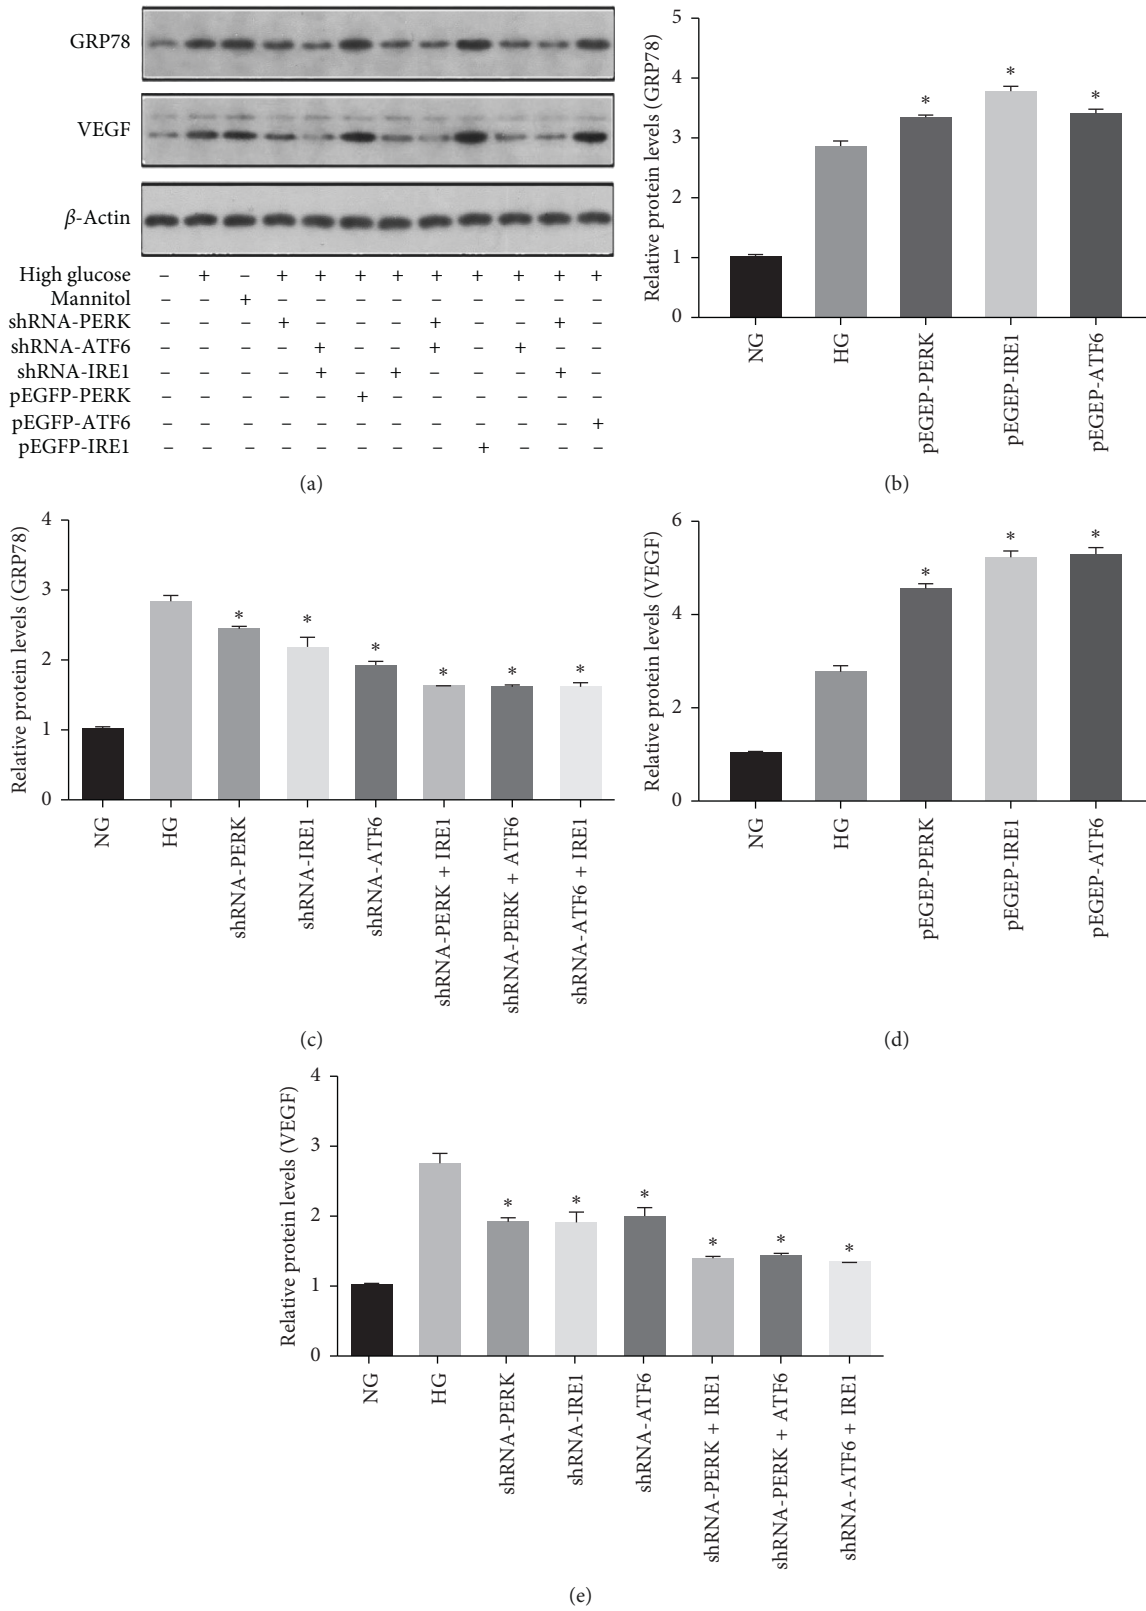 GRP78
VEGF
β-Actin
High glucose – + – + + + + + + + + +
Mannitol – – + – – – – – – – – –
shRNA-PERK – – – + – – – + – – + –
shRNA-ATF6 – – – – + – – + – + – –
shRNA-IRE1 – – – – + – + – – – + –
pEGFP-PERK – – – – – + – – – – – –
pEGFP-ATF6 – – – – – – – – – – – +
pEGFP-IRE1 – – – – – – – – + – – –
(a)
Relative protein levels (GRP78)
5
4
3
2
1
0
* * *
NG
HG
pEGEP-PERK
pEGEP-IRE1
pEGEP-ATF6
(b)
Relative protein levels (GRP78)
4
3
2
1
0
* * * * * *
NG
HG
shRNA-PERK
shRNA-IRE1
shRNA-ATF6
shRNA-PERK + IRE1
shRNA-PERK + ATF6
shRNA-ATF6 + IRE1
(c)
Relative protein levels (VEGF)
6
4
2
0
* * *
NG
HG
pEGEP-PERK
pEGEP-IRE1
pEGEP-ATF6
(d)
Relative protein levels (VEGF)
4
3
2
1
0
* * * * * *
NG
HG
shRNA-PERK
shRNA-IRE1
shRNA-ATF6
shRNA-PERK + IRE1
shRNA-PERK + ATF6
shRNA-ATF6 + IRE1
(e)